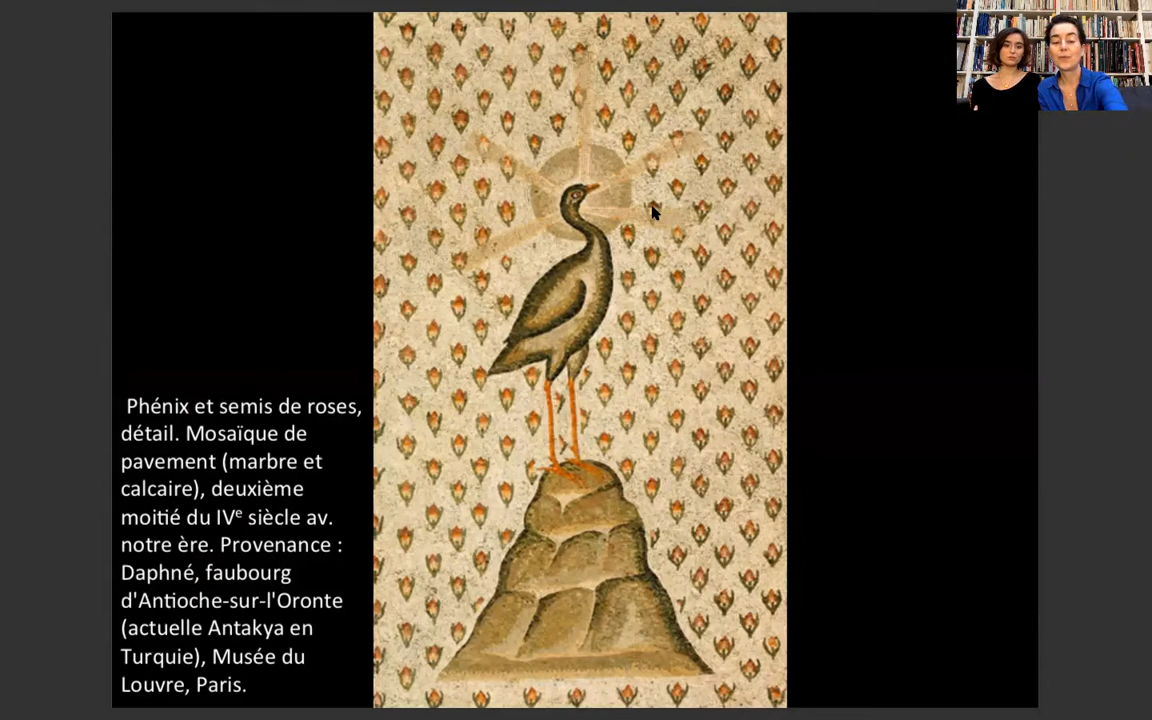 Phénix et semis de roses,
détail. Mosaïque de
pavement (marbre et
calcaire), deuxième
moitié du IVᵉ siècle av.
notre ère. Provenance :
Daphné, faubourg
d'Antioche-sur-l'Oronte
(actuelle Antakya en
Turquie), Musée du
Louvre, Paris.